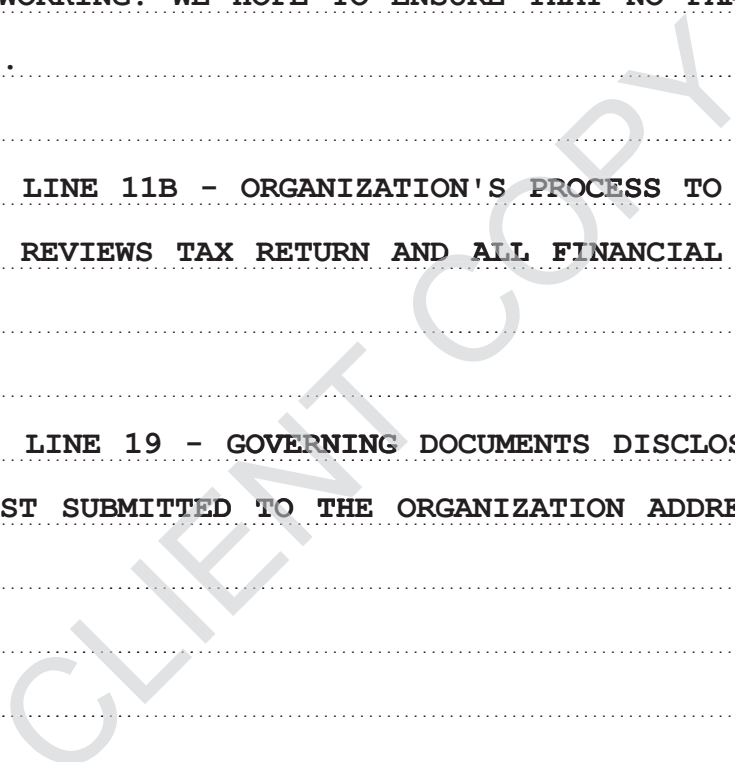 WORKING. WE HOPE TO ENSURE THAT NO
.
LINE 11B - ORGANIZATION'S PROCESS TO
REVIEWS TAX RETURN AND ALL FINANCIAL
LINE 19 - GOVERNING DOCUMENTS DISCLOS
ST SUBMITTED TO THE ORGANIZATION ADDRE
CLIENT COPY